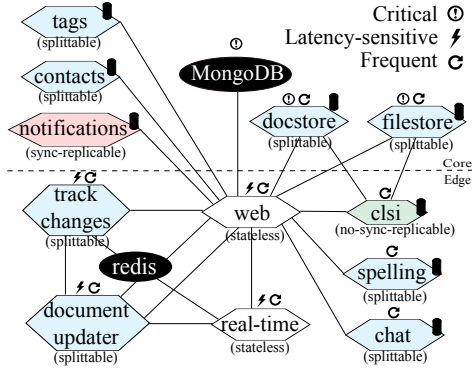 tags
(splittable)
contacts
(splittable)
notifications
(sync-replicable)
MongoDB
Critical
Latency-sensitive
Frequent
docstore
(splittable)
filestore
(splittable)
Core
Edge
track
changes
(splittable)
web
(stateless)
clsi
(no-sync-replicable)
redis
spelling
(splittable)
document
updater
(splittable)
real-time
(stateless)
chat
(splittable)